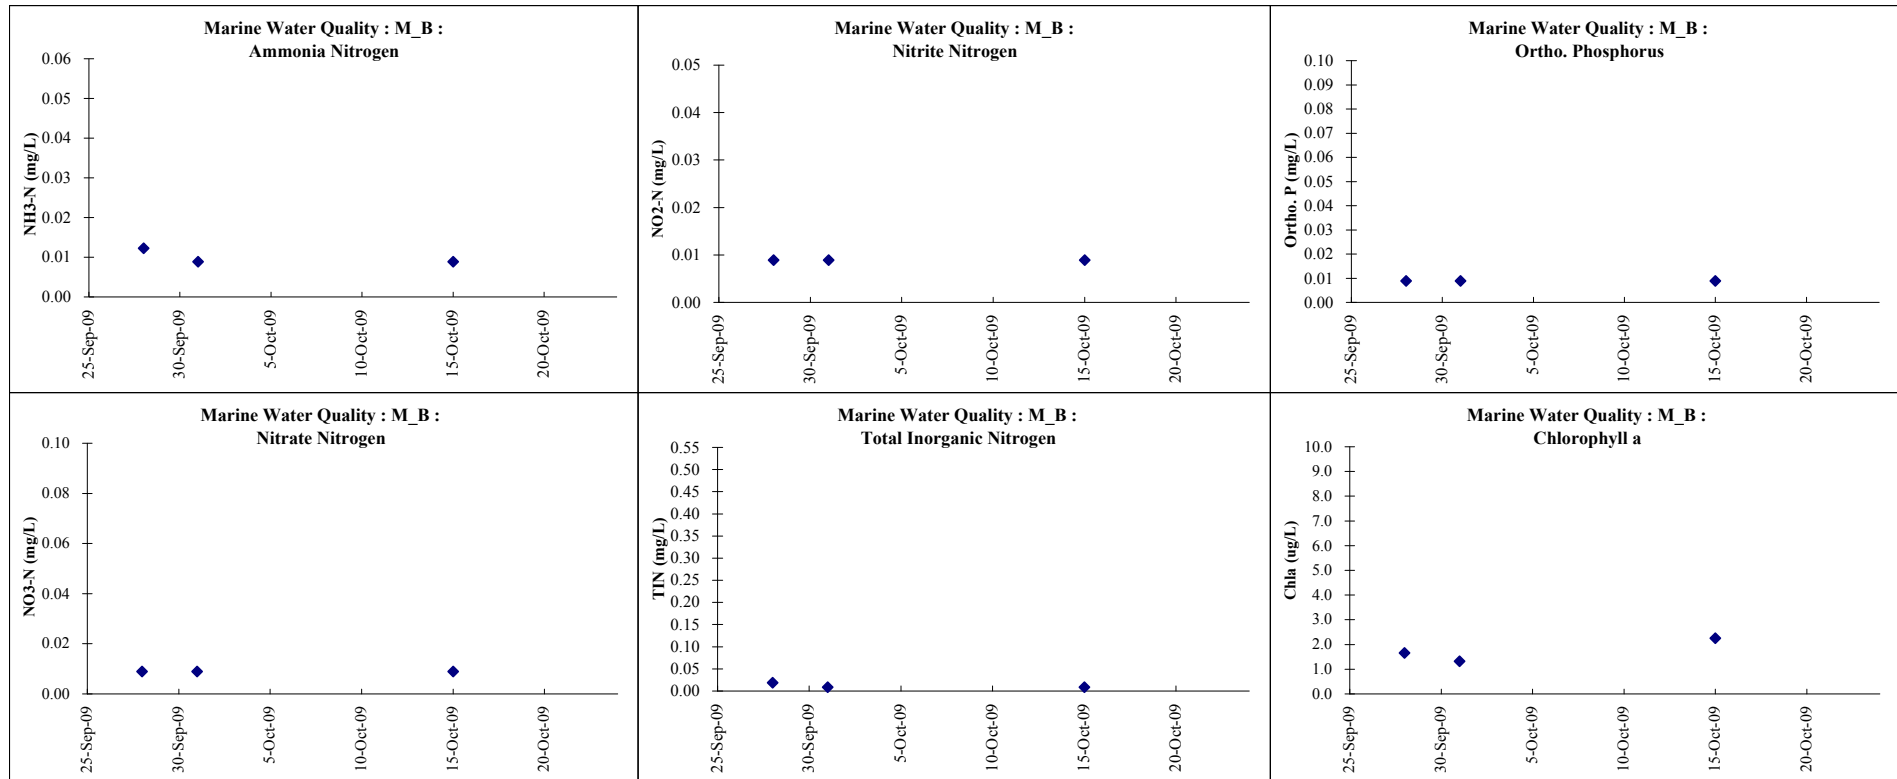 Marine Water Quality : M_B :
Ammonia Nitrogen
NH3-N (mg/L)
0.06
0.05
0.04
0.03
0.02
0.01
0.00
25-Sep-09
30-Sep-09
5-Oct-09
10-Oct-09
15-Oct-09
20-Oct-09
Marine Water Quality : M_B :
Nitrite Nitrogen
NO2-N (mg/L)
0.05
0.04
0.03
0.02
0.01
0.00
25-Sep-09
30-Sep-09
5-Oct-09
10-Oct-09
15-Oct-09
20-Oct-09
Marine Water Quality : M_B :
Ortho. Phosphorus
Ortho. P (mg/L)
0.10
0.09
0.08
0.07
0.06
0.05
0.04
0.03
0.02
0.01
0.00
25-Sep-09
30-Sep-09
5-Oct-09
10-Oct-09
15-Oct-09
20-Oct-09
Marine Water Quality : M_B :
Nitrate Nitrogen
NO3-N (mg/L)
0.10
0.08
0.06
0.04
0.02
0.00
25-Sep-09
30-Sep-09
5-Oct-09
10-Oct-09
15-Oct-09
20-Oct-09
Marine Water Quality : M_B :
Total Inorganic Nitrogen
TIN (mg/L)
0.55
0.50
0.45
0.40
0.35
0.30
0.25
0.20
0.15
0.10
0.05
0.00
25-Sep-09
30-Sep-09
5-Oct-09
10-Oct-09
15-Oct-09
20-Oct-09
Marine Water Quality : M_B :
Chlorophyll a
Chla (ug/L)
10.0
9.0
8.0
7.0
6.0
5.0
4.0
3.0
2.0
1.0
0.0
25-Sep-09
30-Sep-09
5-Oct-09
10-Oct-09
15-Oct-09
20-Oct-09